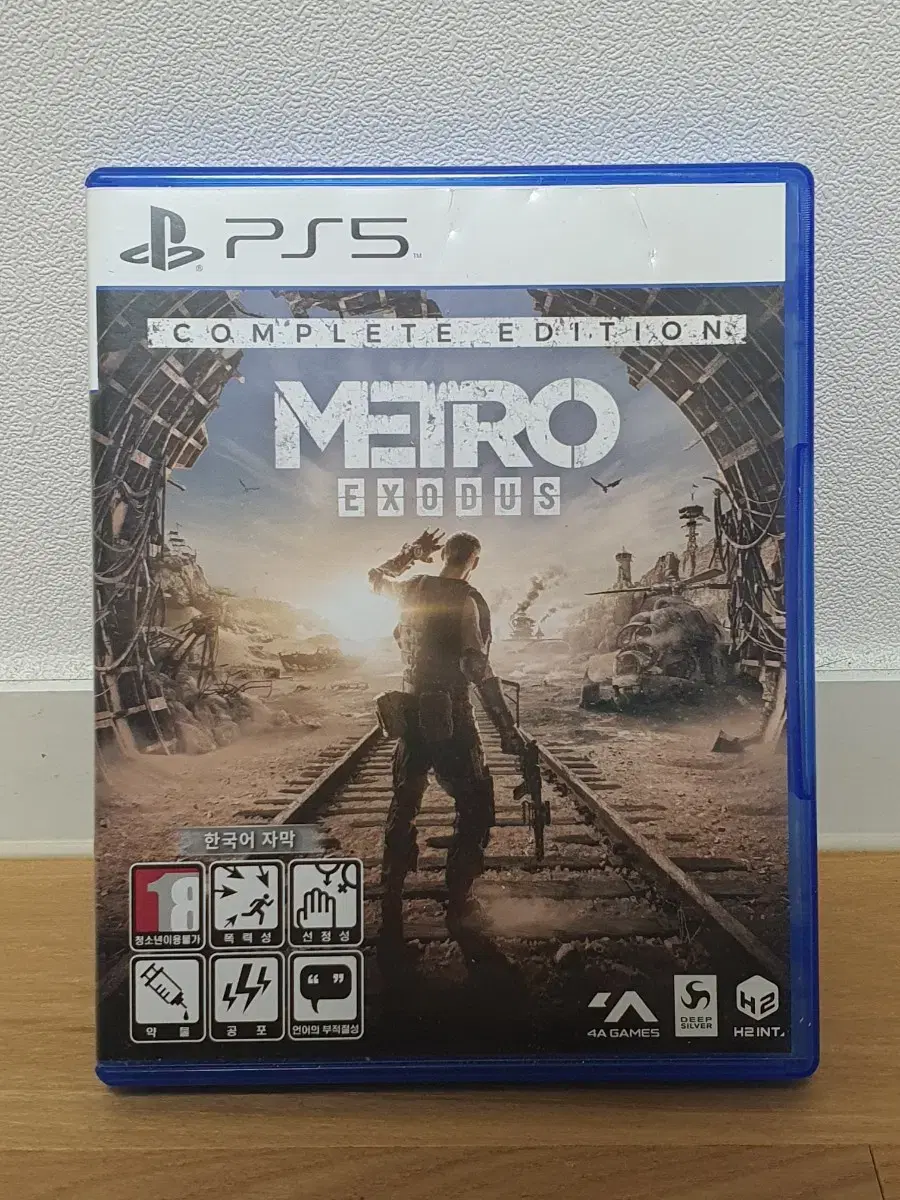 PS5
COMPLETE EDITION
METRO
EXODUS
한국어 자막
18
청소년이용불가
폭력성
선정성
약물
공포
언어의 부적절성
4A GAMES
DEEP
SILVER
H2
H2 INT.